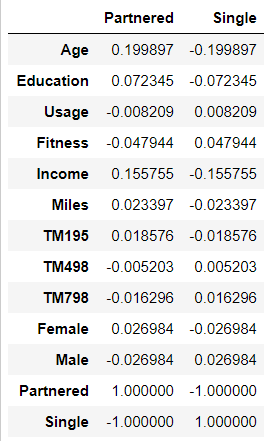 Partnered Single
Age 0.199897 -0.199897
Education 0.072345 -0.072345
Usage -0.008209 0.008209
Fitness -0.047944 0.047944
Income 0.155755 -0.155755
Miles 0.023397 -0.023397
TM195 0.018576 -0.018576
TM498 -0.005203 0.005203
TM798 -0.016296 0.016296
Female 0.026984 -0.026984
Male -0.026984 0.026984
Partnered 1.000000 -1.000000
Single -1.000000 1.000000